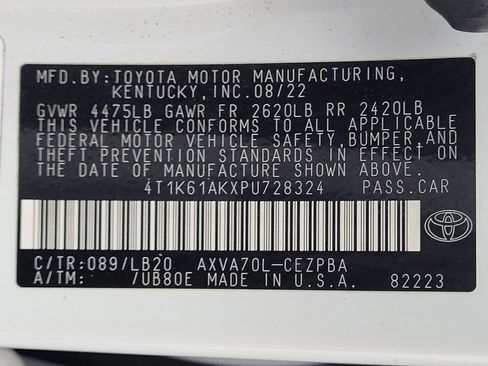 MFD.BY: TOYOTA MOTOR MANUFACTURING,
KENTUCKY, INC. 08/22
GVWR 4475LB GAWR FR 2620LB RR 2420LB
THIS VEHICLE CONFORMS TO ALL APPLICABLE
FEDERAL MOTOR VEHICLE SAFETY, BUMPER, AND
THEFT PREVENTION STANDARDS IN EFFECT ON
THE DATE OF MANUFACTURE SHOWN ABOVE.
4T1K61AKXPU728324 PASS.CAR
C/TR: 089/LB20 AXVA70L-CEZPBA
A/TM: /UB80E MADE IN U.S.A. 82223